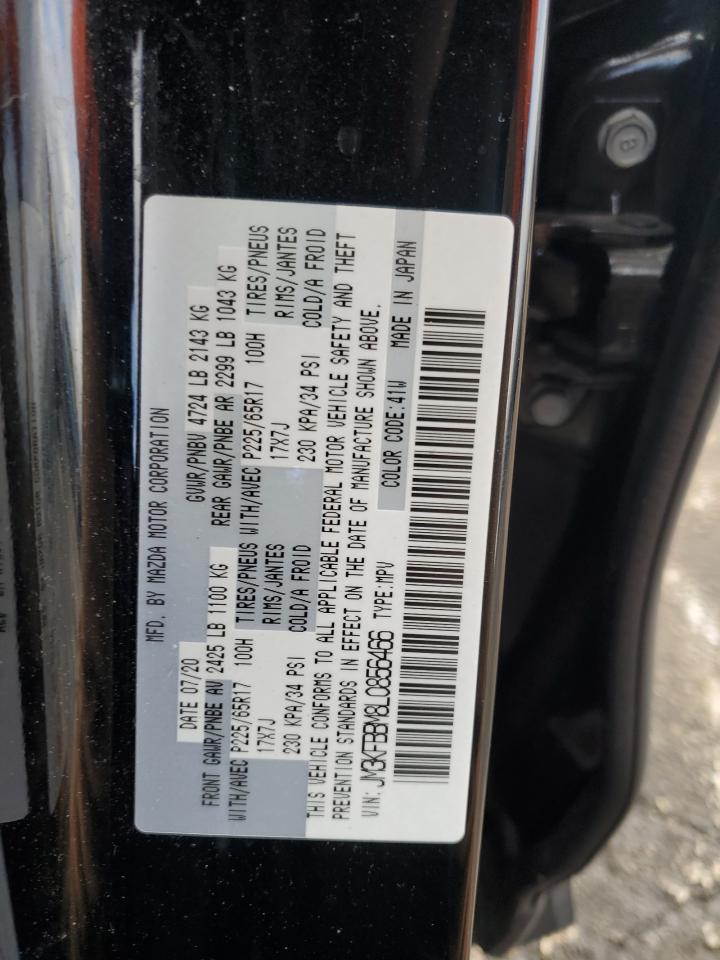 MFD. BY MAZDA MOTOR CORPORATION
DATE 07/20 GVWR/PNBV 4724 LB 2143 KG
FRONT GAWR/PNBE AV 2425 LB 1100 KG REAR GAWR/PNBE AR 2299 LB 1043 KG
WITH/AVEC P225/65R17 100H TIRES/PNEUS WITH/AVEC P225/65R17 100H TIRES/PNEUS
17X7J RIMS/JANTES 17X7J RIMS/JANTES
230 KPA/34 PSI COLD/A FROID 230 KPA/34 PSI COLD/A FROID
THIS VEHICLE CONFORMS TO ALL APPLICABLE FEDERAL MOTOR VEHICLE SAFETY AND THEFT
PREVENTION STANDARDS IN EFFECT ON THE DATE OF MANUFACTURE SHOWN ABOVE.
VIN: JM3KFBBM8L0856466 TYPE:MPV COLOR CODE:41W MADE IN JAPAN
8